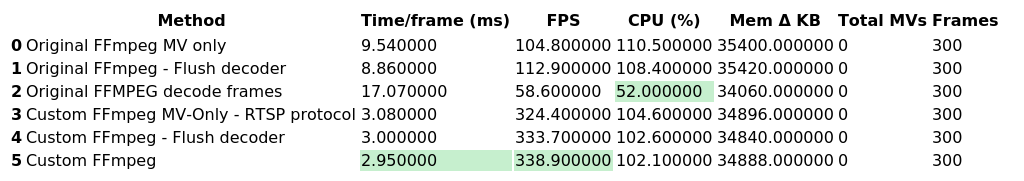 Method Time/frame (ms) FPS CPU (%) Mem Δ KB Total MVs Frames
0 Original FFmpeg MV only 9.540000 104.800000 110.500000 35400.000000 0 300
1 Original FFmpeg - Flush decoder 8.860000 112.900000 108.400000 35420.000000 0 300
2 Original FFMPEG decode frames 17.070000 58.600000 52.000000 34060.000000 0 300
3 Custom FFmpeg MV-Only - RTSP protocol 3.080000 324.400000 104.600000 34896.000000 0 300
4 Custom FFmpeg - Flush decoder 3.000000 333.700000 102.600000 34840.000000 0 300
5 Custom FFmpeg 2.950000 338.900000 102.100000 34888.000000 0 300